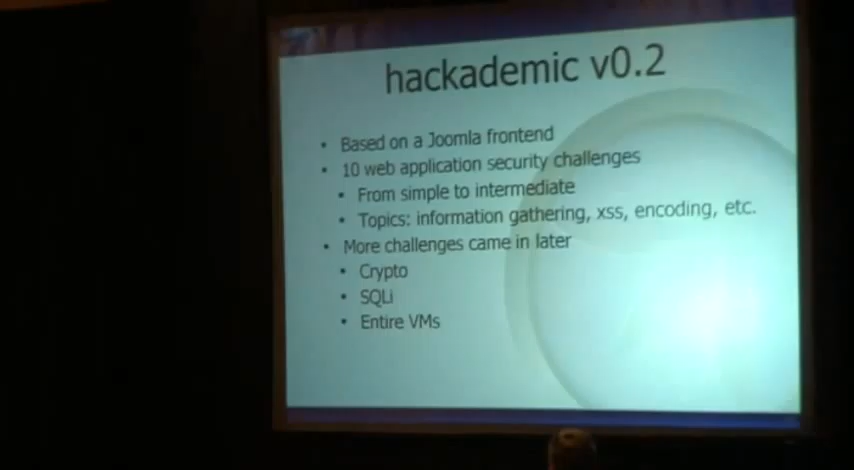 hackademic v0.2
• Based on a Joomla frontend
• 10 web application security challenges
• From simple to intermediate
• Topics: information gathering, xss, encoding, etc.
• More challenges came in later
• Crypto
• SQLi
• Entire VMs